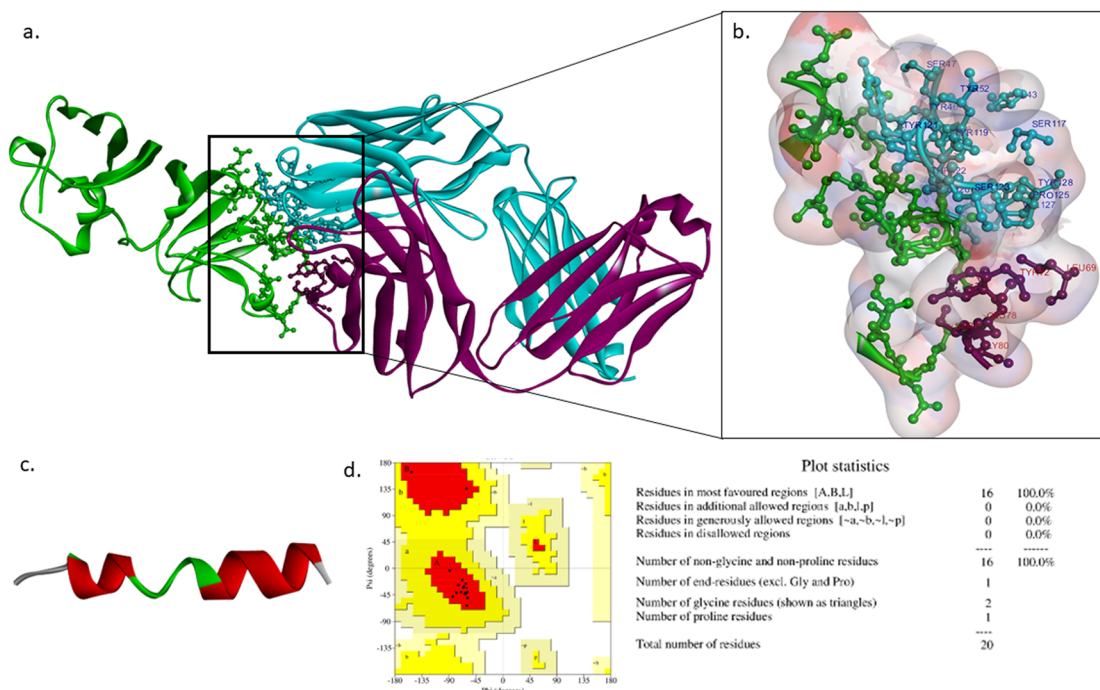 a.
b.
SER47
TYR52
SER117
TYR119
SER123
TYR128
PRO125
LEU69
c.
d.
Plot statistics
Residues in most favoured regions [A,B,L] 16 100.0%
Residues in additional allowed regions [a,b,l,p] 0 0.0%
Residues in generously allowed regions [~a,~b,~l,~p] 0 0.0%
Residues in disallowed regions 0 0.0%
---- ------
Number of non-glycine and non-proline residues 16 100.0%
Number of end-residues (excl. Gly and Pro) 1
Number of glycine residues (shown as triangles) 2
Number of proline residues 1
----
Total number of residues 20
Psi (degrees)
180
135
90
45
0
-45
-90
-135
B
b
a
A
-180 -135 -90 -45 0 45 90 135 180